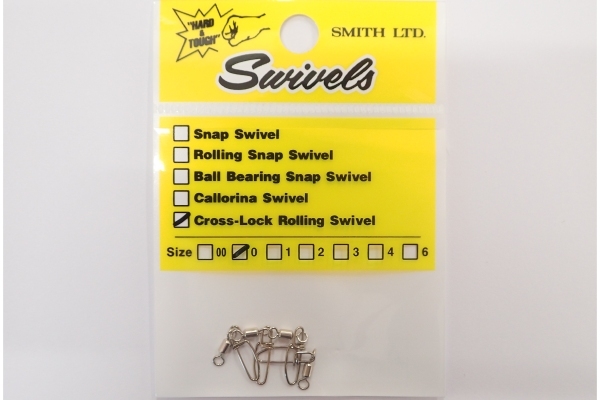 "HARD
&
TOUGH"
SMITH LTD.
Swivels
Snap Swivel
Rolling Snap Swivel
Ball Bearing Snap Swivel
Callorina Swivel
Cross-Lock Rolling Swivel
Size 00 0 1 2 3 4 6